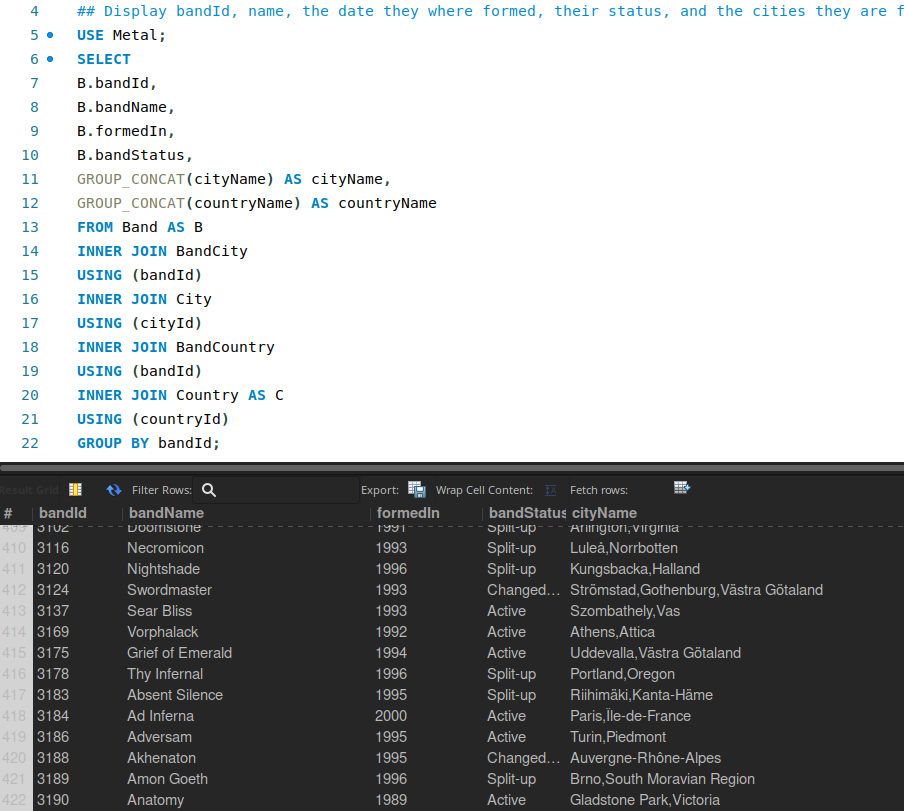 4 ## Display bandId, name, the date they where formed, their status, and the cities they are f
5 USE Metal;
6 SELECT
7 B.bandId,
8 B.bandName,
9 B.formedIn,
10 B.bandStatus,
11 GROUP_CONCAT(cityName) AS cityName,
12 GROUP_CONCAT(countryName) AS countryName
13 FROM Band AS B
14 INNER JOIN BandCity
15 USING (bandId)
16 INNER JOIN City
17 USING (cityId)
18 INNER JOIN BandCountry
19 USING (bandId)
20 INNER JOIN Country AS C
21 USING (countryId)
22 GROUP BY bandId;
Result Grid Filter Rows: Export: Wrap Cell Content: Fetch rows:
# bandId bandName formedIn bandStatus cityName
3102 Doomstone 1991 Split-up Arlington,Virginia
410 3116 Necromicon 1993 Split-up Luleå,Norrbotten
411 3120 Nightshade 1996 Split-up Kungsbacka,Halland
412 3124 Swordmaster 1993 Changed... Strömstad,Gothenburg,Västra Götaland
413 3137 Sear Bliss 1993 Active Szombathely,Vas
414 3169 Vorphalack 1992 Active Athens,Attica
415 3175 Grief of Emerald 1994 Active Uddevalla,Västra Götaland
416 3178 Thy Infernal 1996 Split-up Portland,Oregon
417 3183 Absent Silence 1995 Split-up Riihimäki,Kanta-Häme
418 3184 Ad Inferna 2000 Active Paris,Île-de-France
419 3186 Adversam 1995 Active Turin,Piedmont
420 3188 Akhenaton 1995 Changed... Auvergne-Rhône-Alpes
421 3189 Amon Goeth 1996 Split-up Brno,South Moravian Region
422 3190 Anatomy 1989 Active Gladstone Park,Victoria